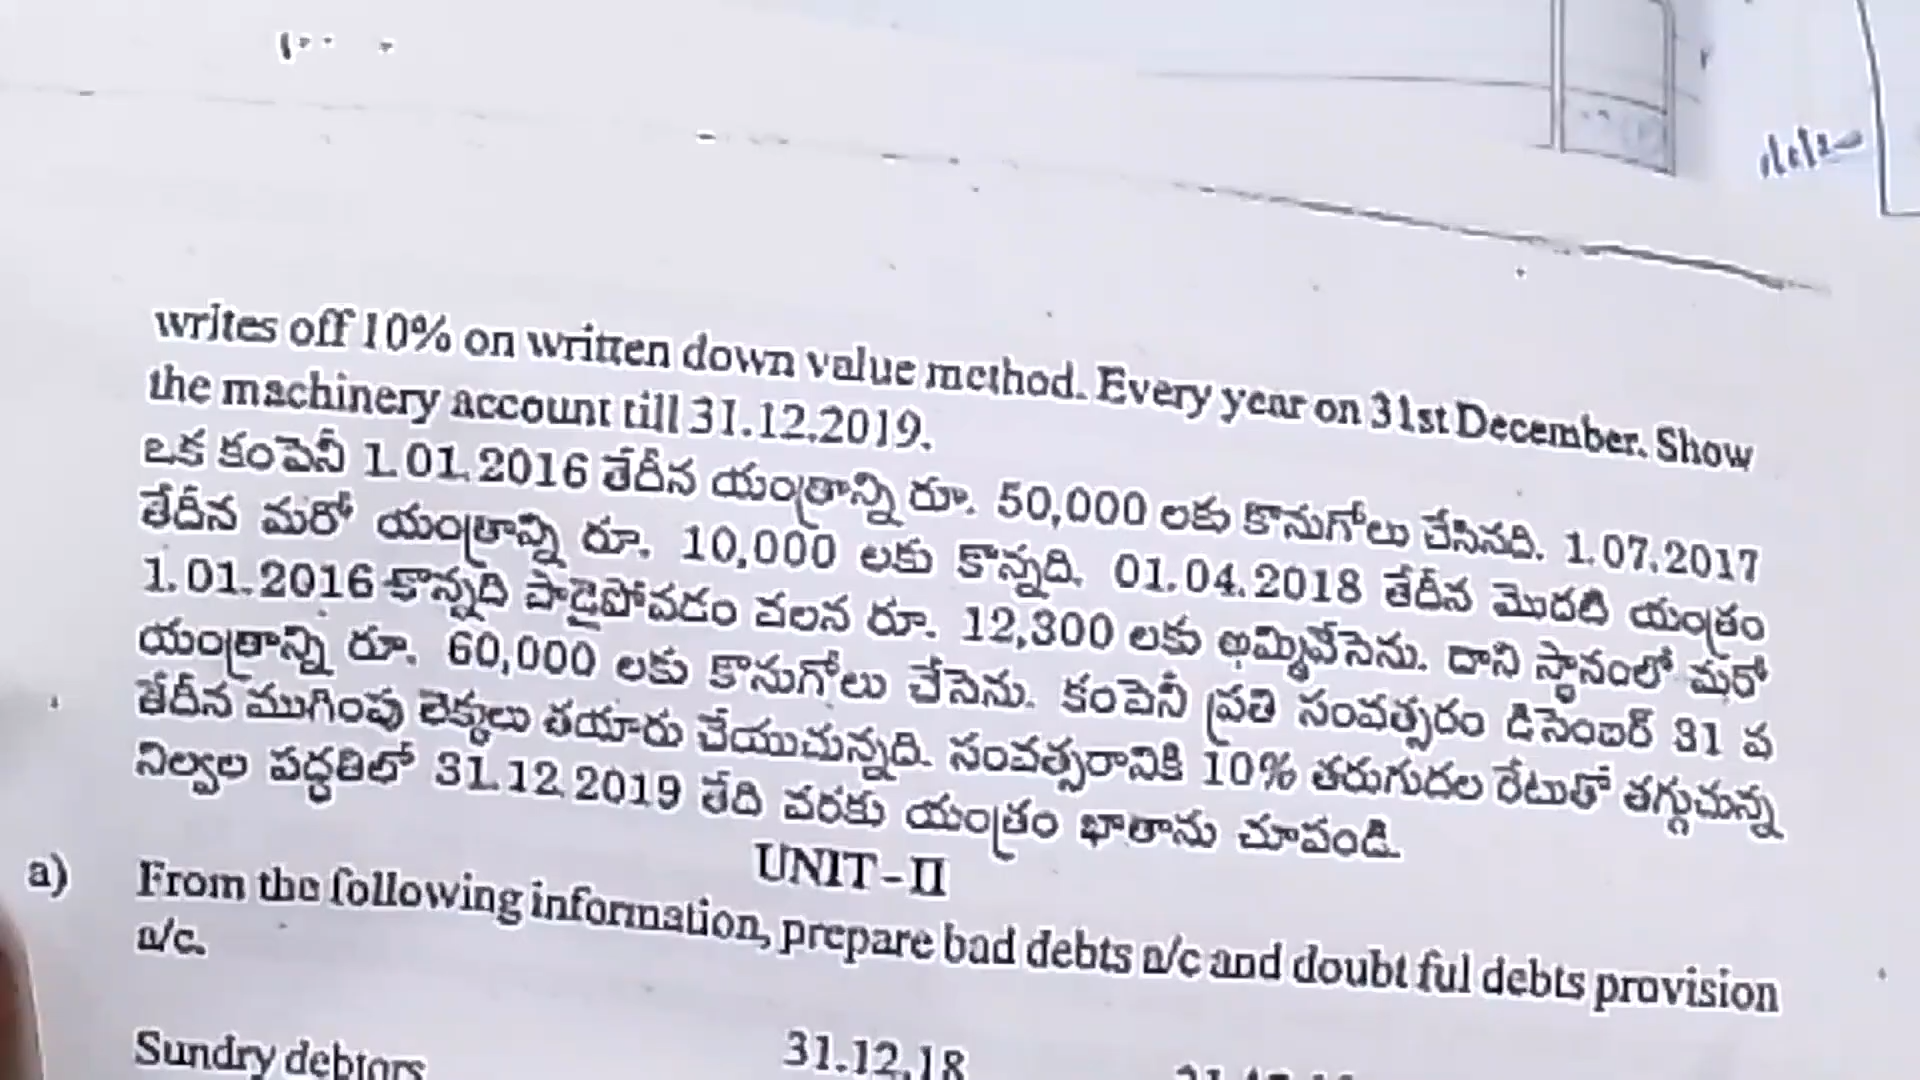 writes off 10% on written down value method. Every year on 31st December. Show
the machinery account till 31.12.2019.
ఒక కంపెనీ 1.01.2016 తేదీన యంత్రాన్ని రూ. 50,000 లకు కొనుగోలు చేసినది. 1.07.2017
తేదీన మరో యంత్రాన్ని రూ. 10,000 లకు కొన్నది. 01.04.2018 తేదీన మొదటి యంత్రం
1.01.2016 కొన్నది పాడైపోవడం వలన రూ. 12,300 లకు అమ్మివేసెను. దాని స్థానంలో మరో
యంత్రాన్ని రూ. 60,000 లకు కొనుగోలు చేసెను. కంపెనీ ప్రతి సంవత్సరం డిసెంబర్ 31 వ
తేదీన ముగింపు లెక్కలు తయారు చేయుచున్నది. సంవత్సరానికి 10% తరుగుదల రేటుతో తగ్గుచున్న
నిల్వల పద్ధతిలో 31.12.2019 తేది వరకు యంత్రం ఖాతాను చూపండి.
UNIT-II
a) From the following information, prepare bad debts a/c and doubt ful debts provision
a/c.
Sundry debtors 31.12.18